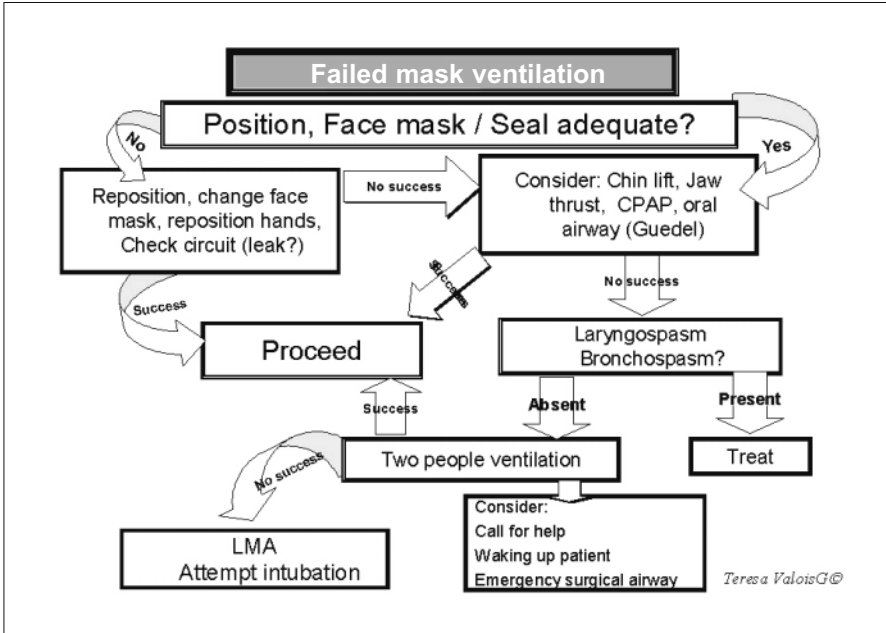 Failed mask ventilation
Position, Face mask / Seal adequate?
No
Yes
Reposition, change face
mask, reposition hands,
Check circuit (leak?)
No success
Consider: Chin lift, Jaw
thrust, CPAP, oral
airway (Guedel)
Success
Success
No success
Proceed
Laryngospasm
Bronchospasm?
Success
Absent
Present
No success
Two people ventilation
Treat
LMA
Attempt intubation
Consider:
Call for help
Waking up patient
Emergency surgical airway
Teresa ValoisG©